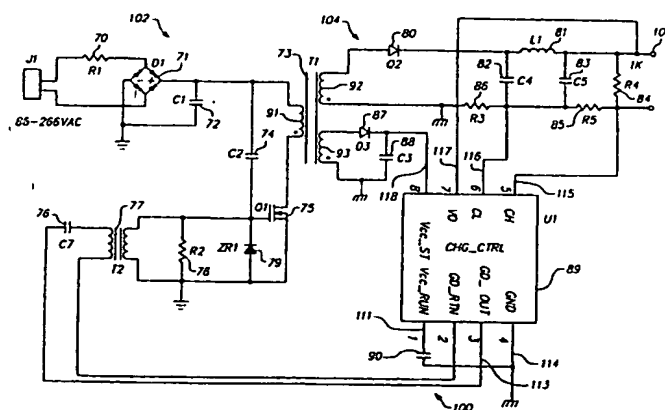 102
104
J1
70
R1
D1
71
85-266VAC
C1
72
C2
74
73
T1
91
92
93
80
D2
L1
81
82
C4
83
C5
1K
10
R4
84
86
R3
85
R5
87
D3
88
C3
118
117
116
115
76
C7
77
T2
R2
78
ZR1
79
Q1
75
8
7
6
5
U1
Vcc_ST
VO
CL
CH
CHG_CTRL
89
Vcc_RUN
GD_RTN
GD_OUT
GND
111
1
2
3
4
90
114
113
100